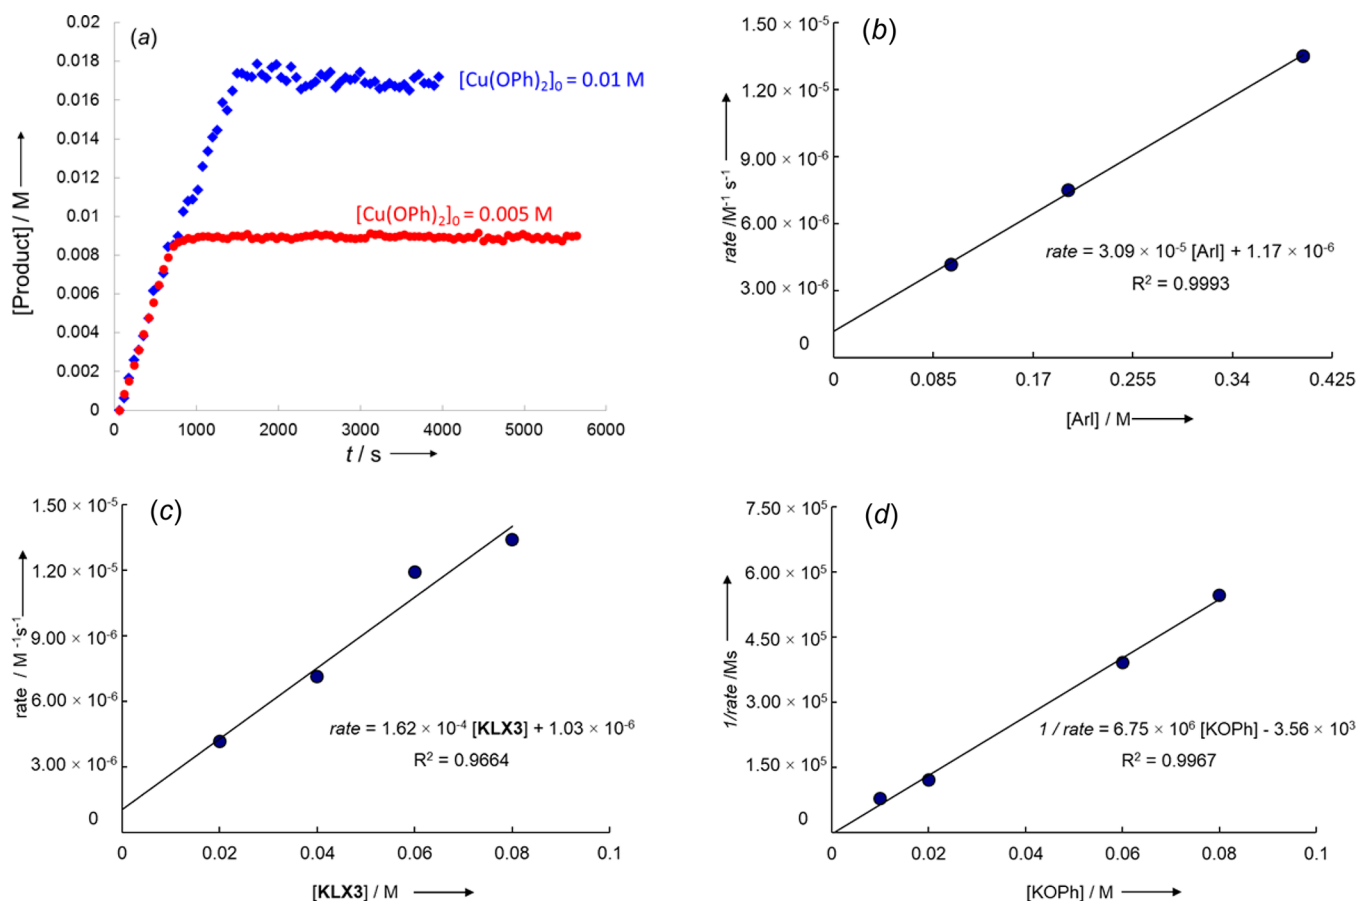 (a)
0.02
0.018
0.016
0.014
0.012
0.01
0.008
0.006
0.004
0.002
0
[Product] / M
[Cu(OPh)₂]₀ = 0.01 M
[Cu(OPh)₂]₀ = 0.005 M
0 1000 2000 3000 4000 5000 6000
t / s
(b)
1.50 × 10⁻⁵
1.20 × 10⁻⁵
9.00 × 10⁻⁶
6.00 × 10⁻⁶
3.00 × 10⁻⁶
0
rate /M⁻¹ s⁻¹
rate = 3.09 × 10⁻⁵ [ArI] + 1.17 × 10⁻⁶
R² = 0.9993
0 0.085 0.17 0.255 0.34 0.425
[ArI] / M
(c)
1.50 × 10⁻⁵
1.20 × 10⁻⁵
9.00 × 10⁻⁶
6.00 × 10⁻⁶
3.00 × 10⁻⁶
0
rate / M⁻¹s⁻¹
rate = 1.62 × 10⁻⁴ [KLX3] + 1.03 × 10⁻⁶
R² = 0.9664
0 0.02 0.04 0.06 0.08 0.1
[KLX3] / M
(d)
7.50 × 10⁵
6.00 × 10⁵
4.50 × 10⁵
3.00 × 10⁵
1.50 × 10⁵
0
1/rate /Ms
1 / rate = 6.75 × 10⁶ [KOPh] - 3.56 × 10³
R² = 0.9967
0 0.02 0.04 0.06 0.08 0.1
[KOPh] / M